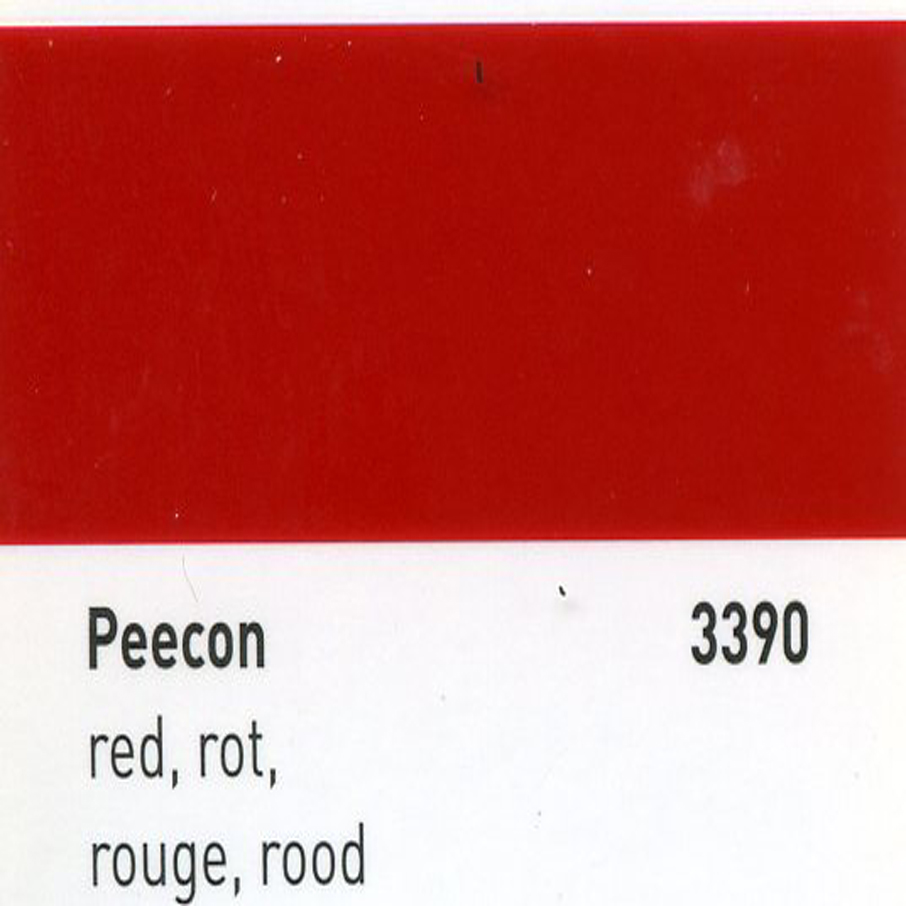 Peecon 3390
red, rot,
rouge, rood